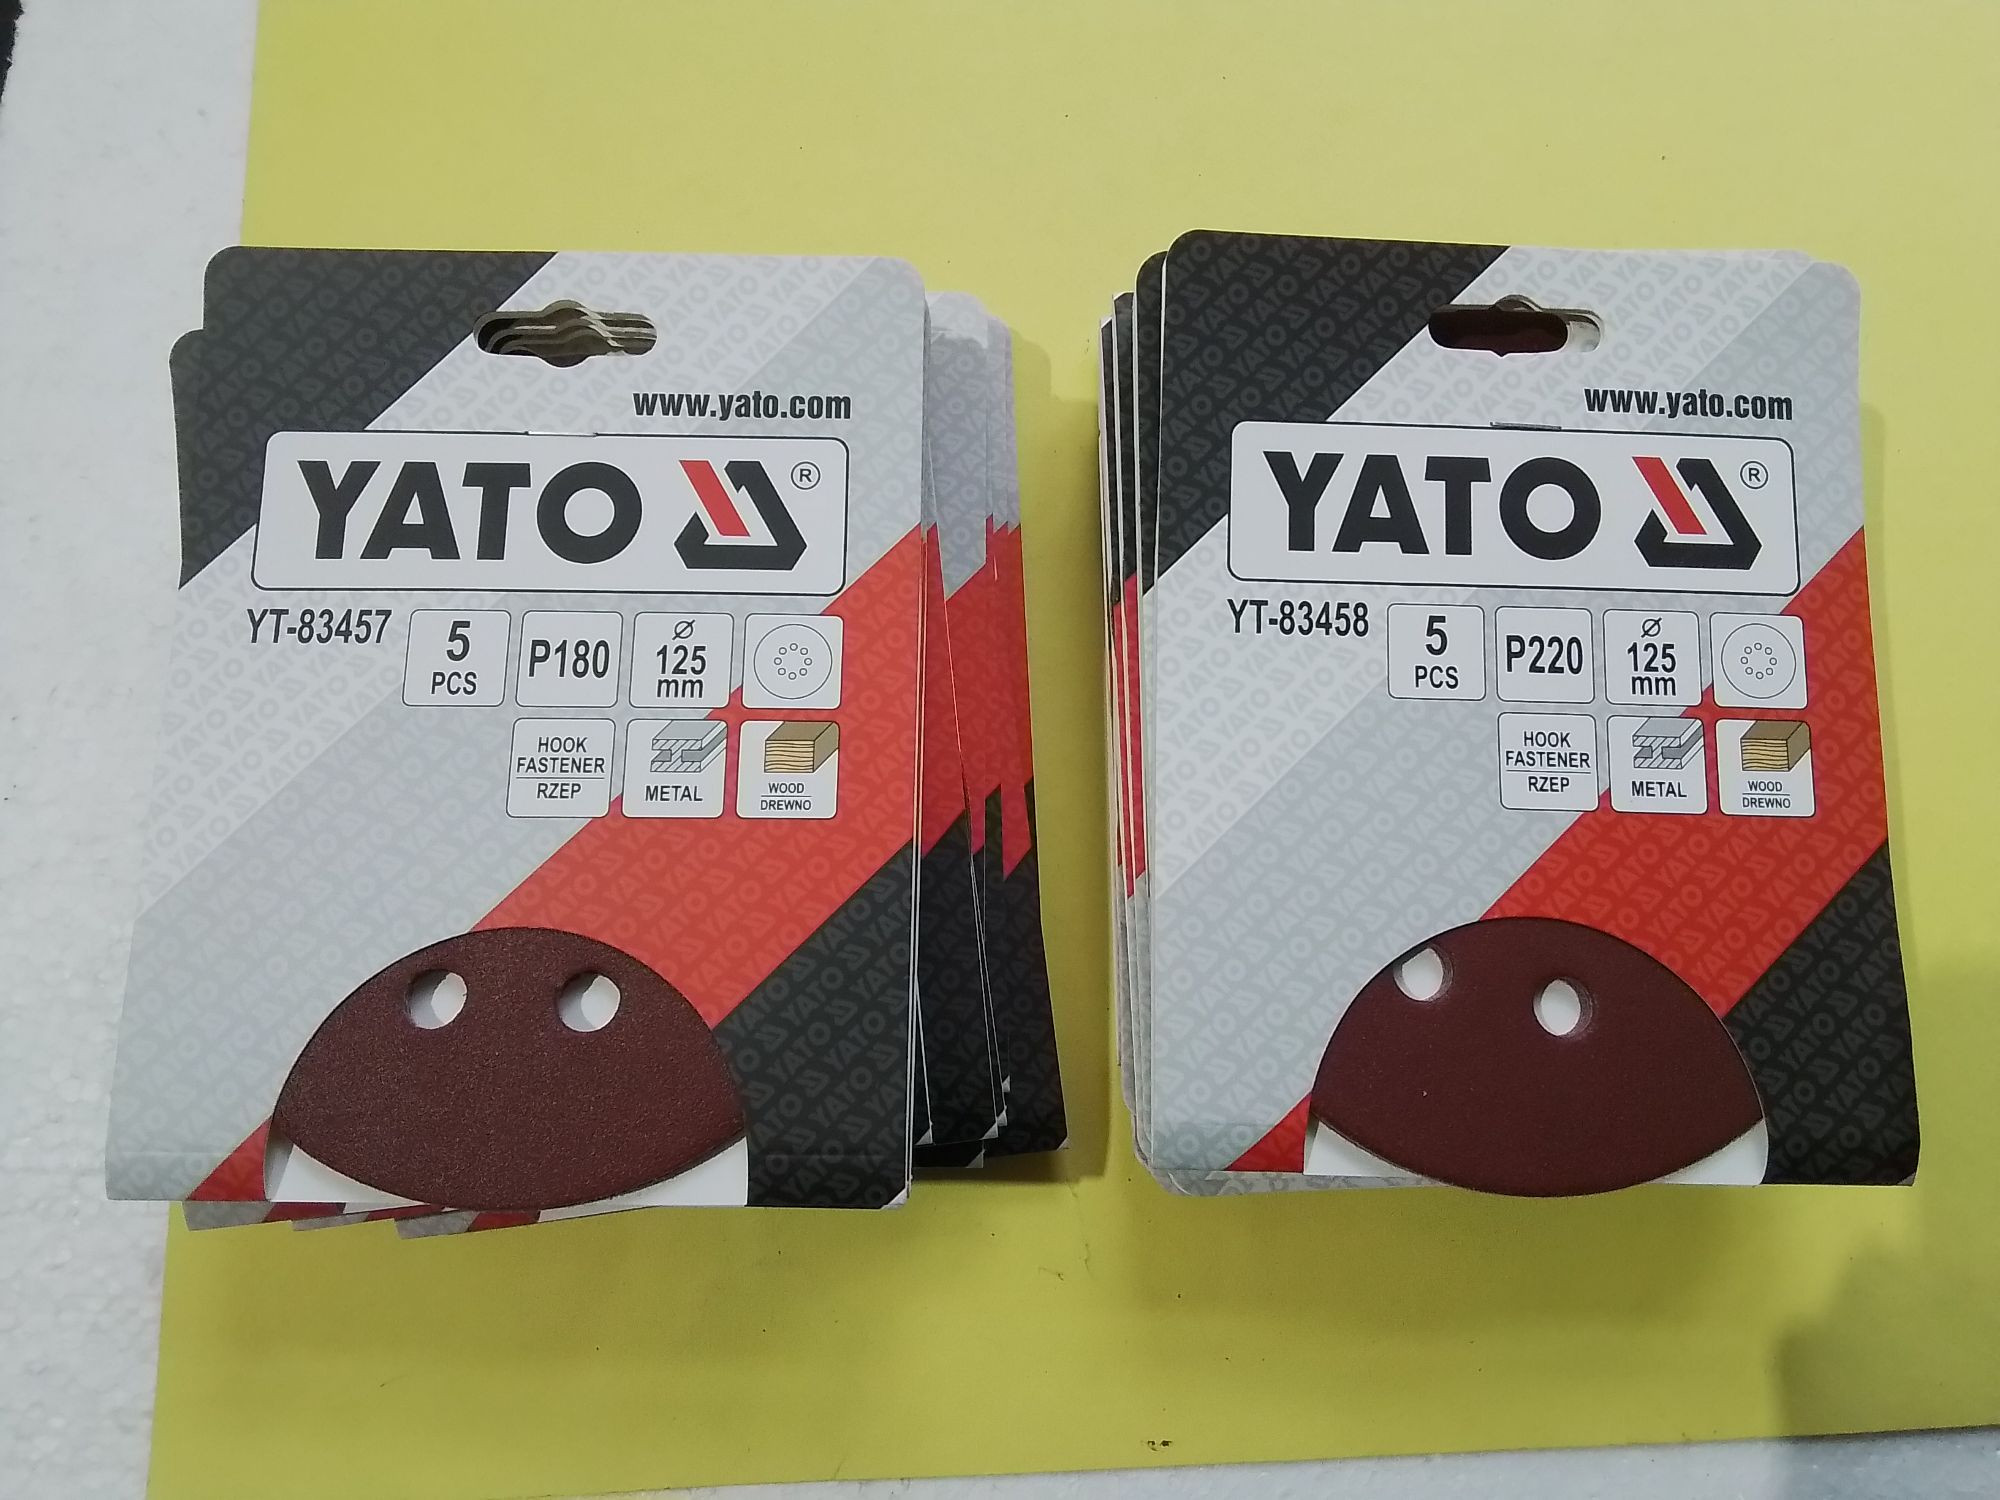 www.yato.com
YATO ®
YT-83457
5
PCS
P180
Ø
125
mm
HOOK
FASTENER
RZEP
METAL
WOOD
DREWNO
www.yato.com
YATO ®
YT-83458
5
PCS
P220
Ø
125
mm
HOOK
FASTENER
RZEP
METAL
WOOD
DREWNO